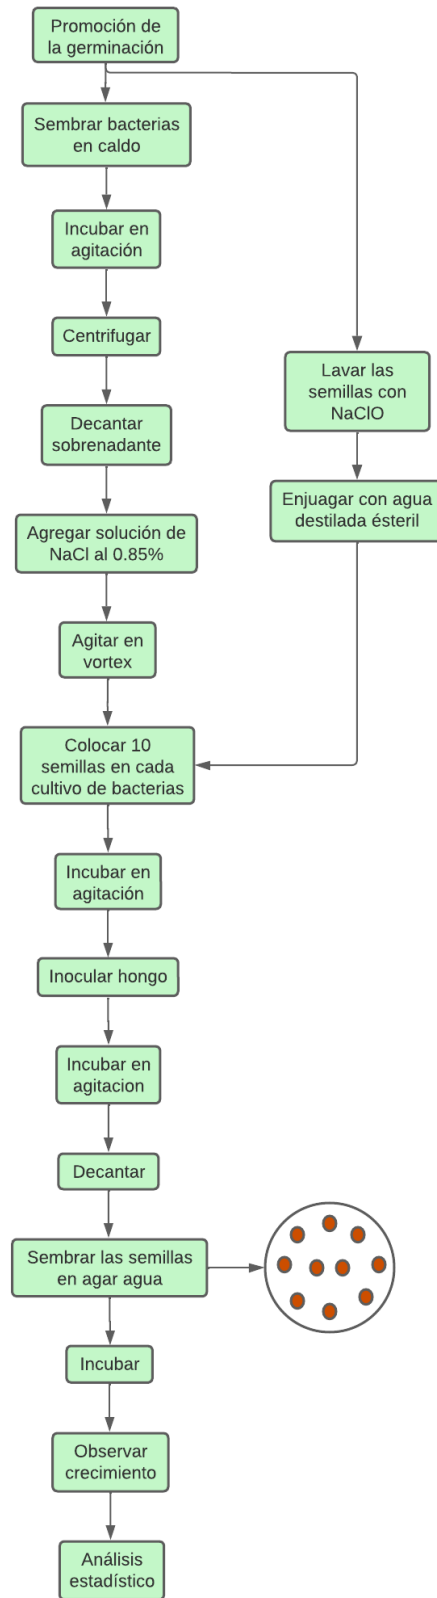 Promoción de
la germinación
Sembrar bacterias
en caldo
Incubar en
agitación
Centrifugar
Lavar las
semillas con
NaClO
Decantar
sobrenadante
Enjuagar con agua
destilada ésteril
Agregar solución de
NaCl al 0.85%
Agitar en
vortex
Colocar 10
semillas en cada
cultivo de bacterias
Incubar en
agitación
Inocular hongo
Incubar en
agitacion
Decantar
Sembrar las semillas
en agar agua
Incubar
Observar
crecimiento
Análisis
estadístico